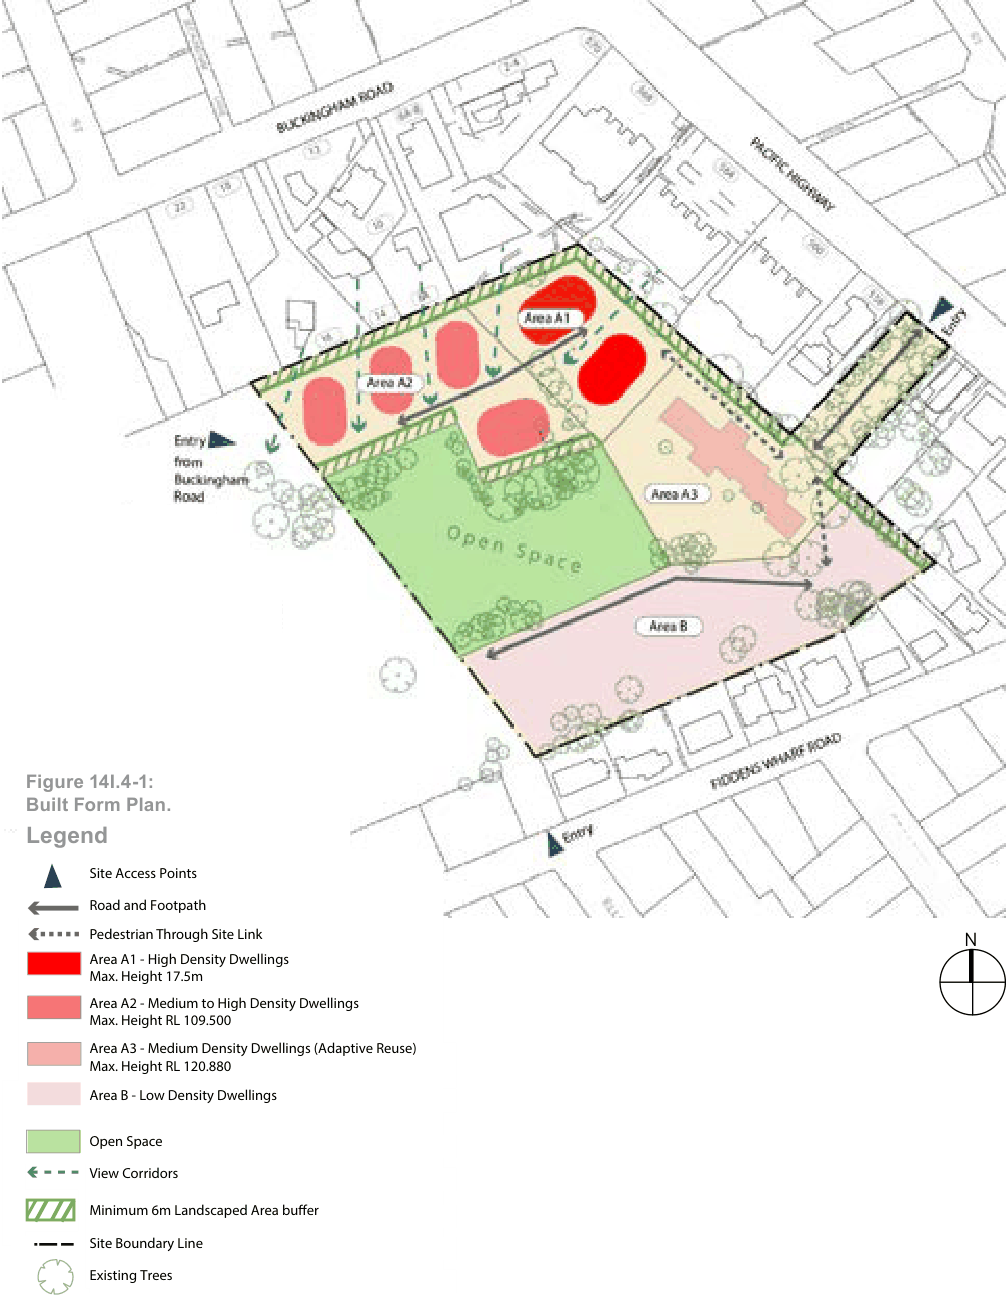 BUCKINGHAM ROAD
PACIFIC HIGHWAY
Entry
Area A1
Area A2
Entry
from
Buckingham
Road
Area A3
Open Space
Area B
FIDDENS WHARF ROAD
Entry
Figure 14I.4-1:
Built Form Plan.
Legend
Site Access Points
Road and Footpath
Pedestrian Through Site Link
Area A1 - High Density Dwellings
Max. Height 17.5m
Area A2 - Medium to High Density Dwellings
Max. Height RL 109.500
Area A3 - Medium Density Dwellings (Adaptive Reuse)
Max. Height RL 120.880
Area B - Low Density Dwellings
Open Space
View Corridors
Minimum 6m Landscaped Area buffer
Site Boundary Line
Existing Trees
N